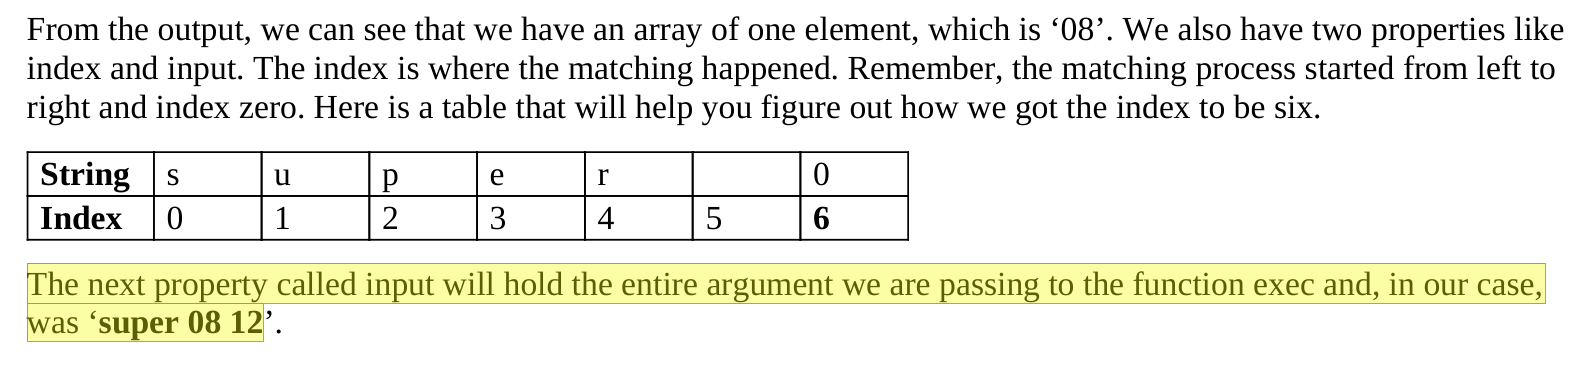 From the output, we can see that we have an array of one element, which is ‘08’. We also have two properties like
index and input. The index is where the matching happened. Remember, the matching process started from left to
right and index zero. Here is a table that will help you figure out how we got the index to be six.
String s u p e r 0
Index 0 1 2 3 4 5 6
The next property called input will hold the entire argument we are passing to the function exec and, in our case,
was ‘super 08 12’.